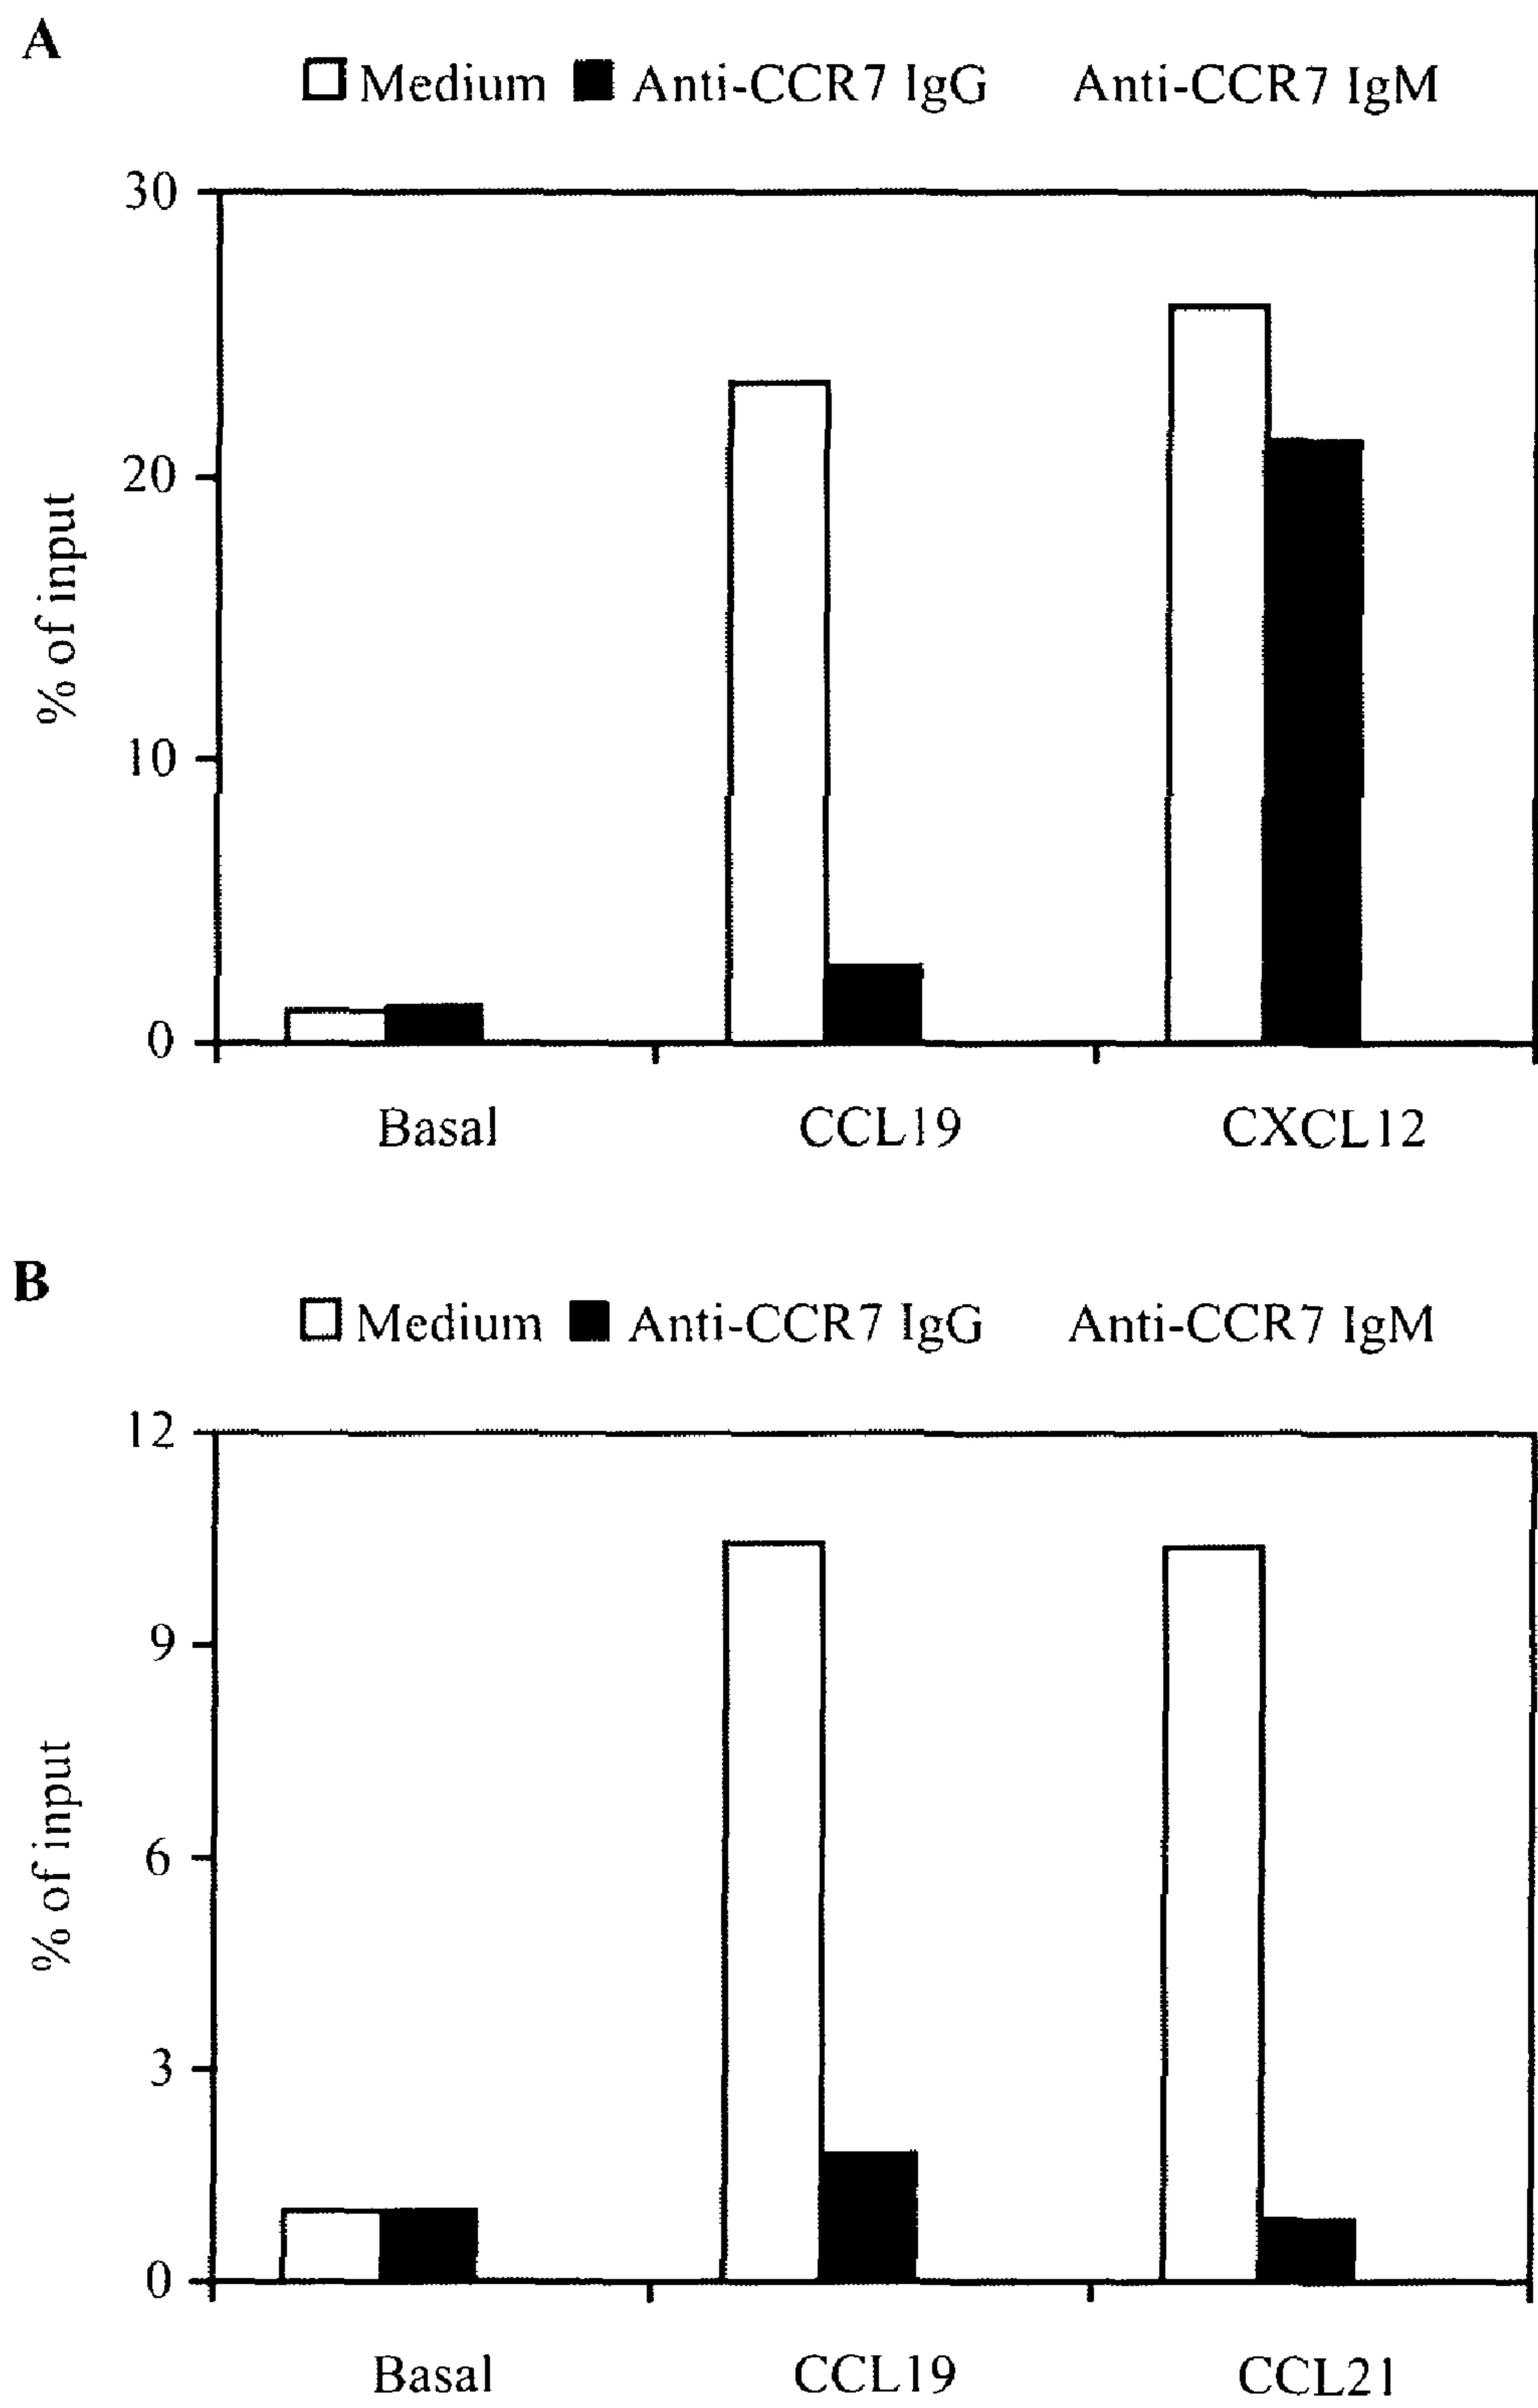 A
Medium Anti-CCR7 IgG Anti-CCR7 IgM
30
20
10
0
% of input
Basal CCL19 CXCL12
B
Medium Anti-CCR7 IgG Anti-CCR7 IgM
12
9
6
3
0
% of input
Basal CCL19 CCL21